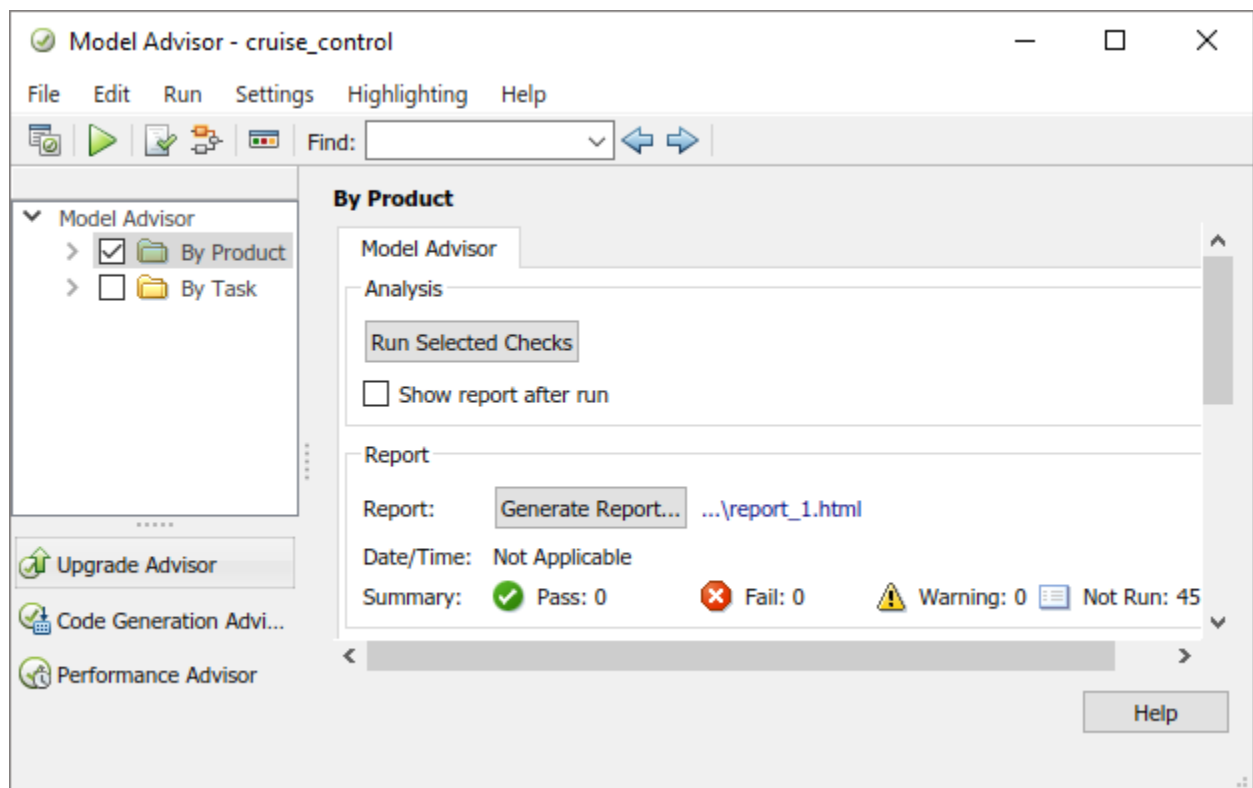 Model Advisor - cruise_control
File Edit Run Settings Highlighting Help
Find:
Model Advisor
By Product
By Task
Upgrade Advisor
Code Generation Advi...
Performance Advisor
By Product
Model Advisor
Analysis
Run Selected Checks
Show report after run
Report
Report: Generate Report... ...\report_1.html
Date/Time: Not Applicable
Summary: Pass: 0 Fail: 0 Warning: 0 Not Run: 45
Help